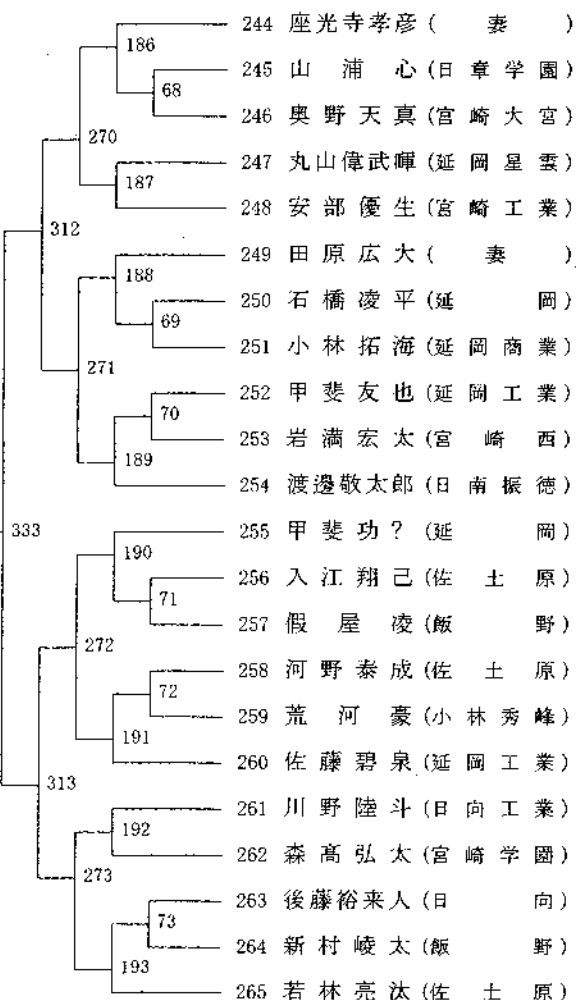 244 座光寺孝彦 (妻)
186
245 山浦心 (日章学園)
68
246 奥野天真 (宮崎大宮)
270
247 丸山偉武暉 (延岡星雲)
187
248 安部優生 (宮崎工業)
312
249 田原広大 (妻)
188
250 石橋凌平 (延岡)
69
251 小林拓海 (延岡商業)
271
252 甲斐友也 (延岡工業)
70
253 岩満宏太 (宮崎西)
189
254 渡邉敬太郎 (日南振徳)
333
255 甲斐功? (延岡)
190
256 入江翔己 (佐土原)
71
257 假屋凌 (飯野)
272
258 河野泰成 (佐土原)
72
259 荒河豪 (小林秀峰)
191
260 佐藤碧泉 (延岡工業)
313
261 川野陸斗 (日向工業)
192
262 森髙弘太 (宮崎学園)
273
263 後藤裕来人 (日向)
73
264 新村崚太 (飯野)
193
265 若林亮汰 (佐土原)